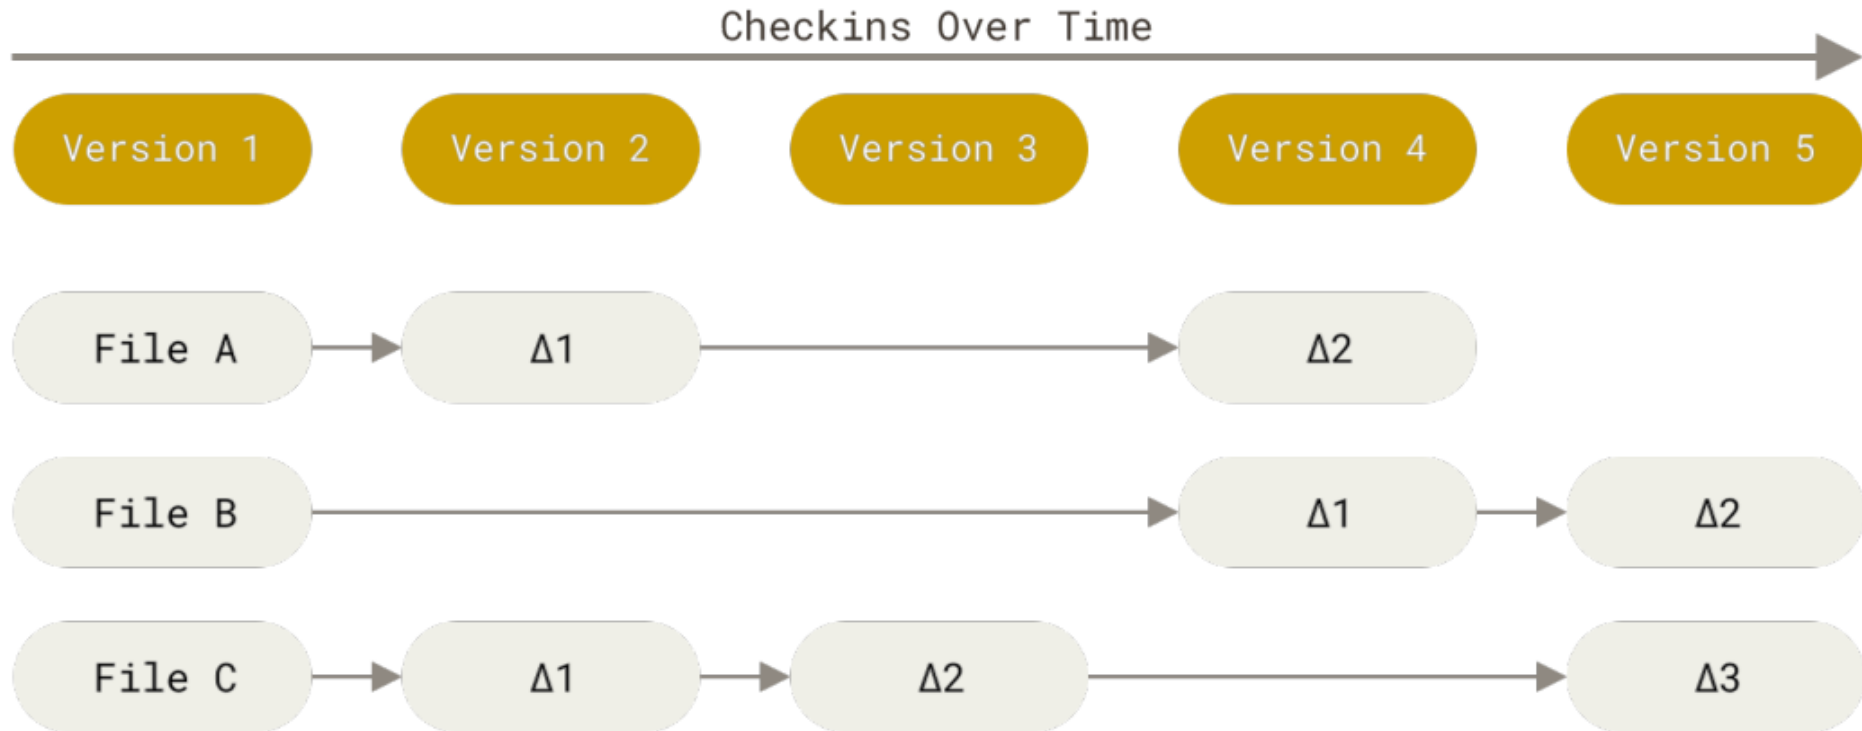 Checkins Over Time
Version 1 Version 2 Version 3 Version 4 Version 5
File A Δ1 Δ2
File B Δ1 Δ2
File C Δ1 Δ2 Δ3